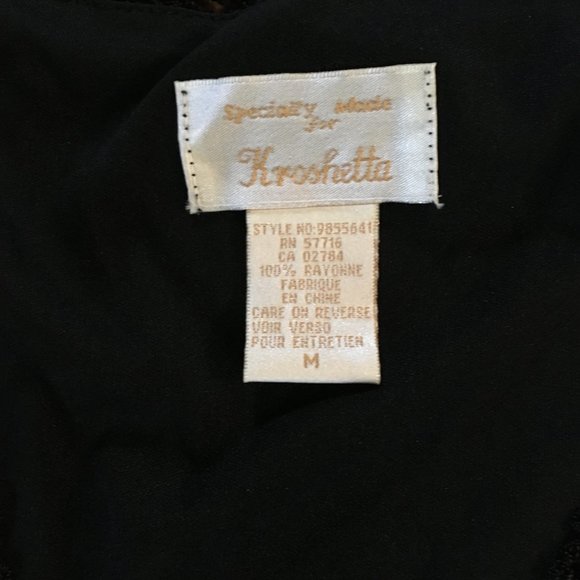 Specially Made
for
Kroshetta
STYLE NO:9855641
RN 57716
CA 02784
100% RAYONNE
FABRIQUE
EN CHINE
CARE ON REVERSE
VOIR VERSO
POUR ENTRETIEN
M